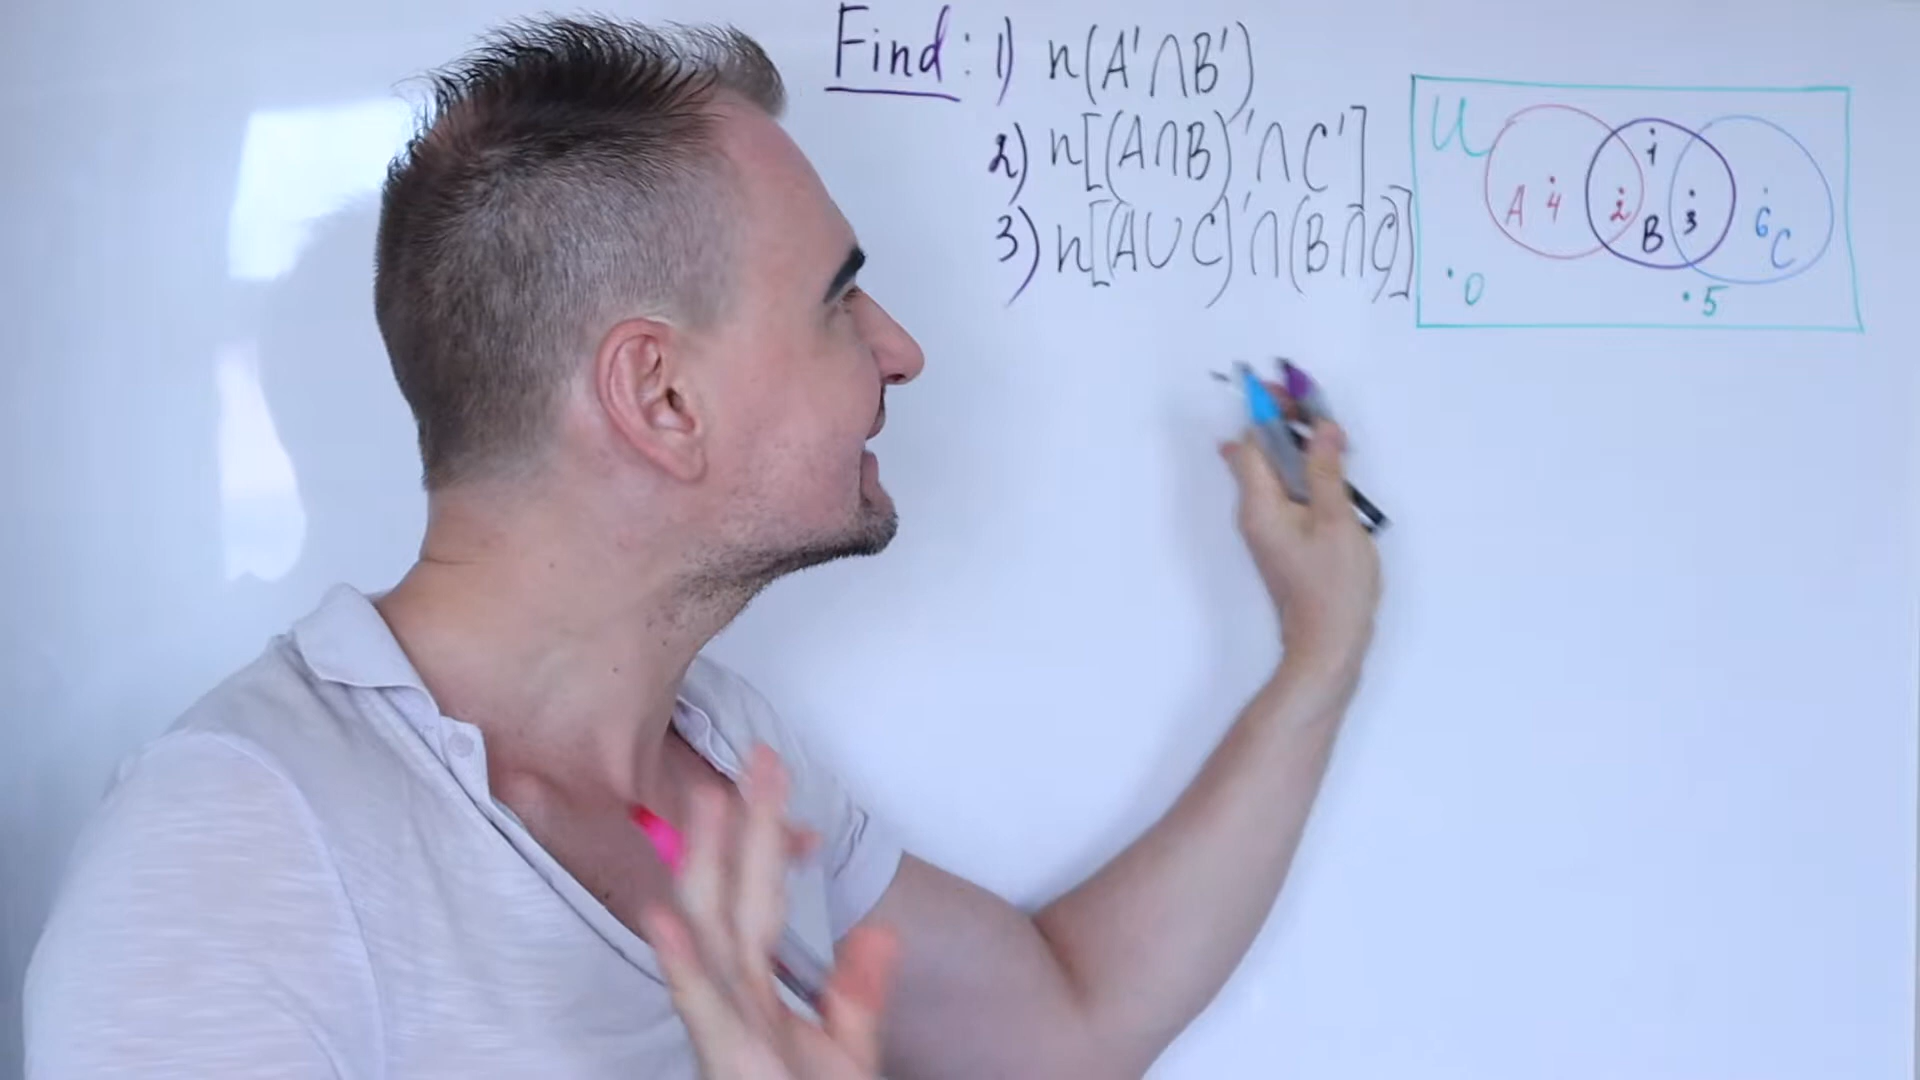 Find: 1) n(A'∩B')
2) n[(A∩B)'∩C']
3) n[(A∪C)'∩(B∩C)]
U
A 4 2 1 B 3 6 C
0 5